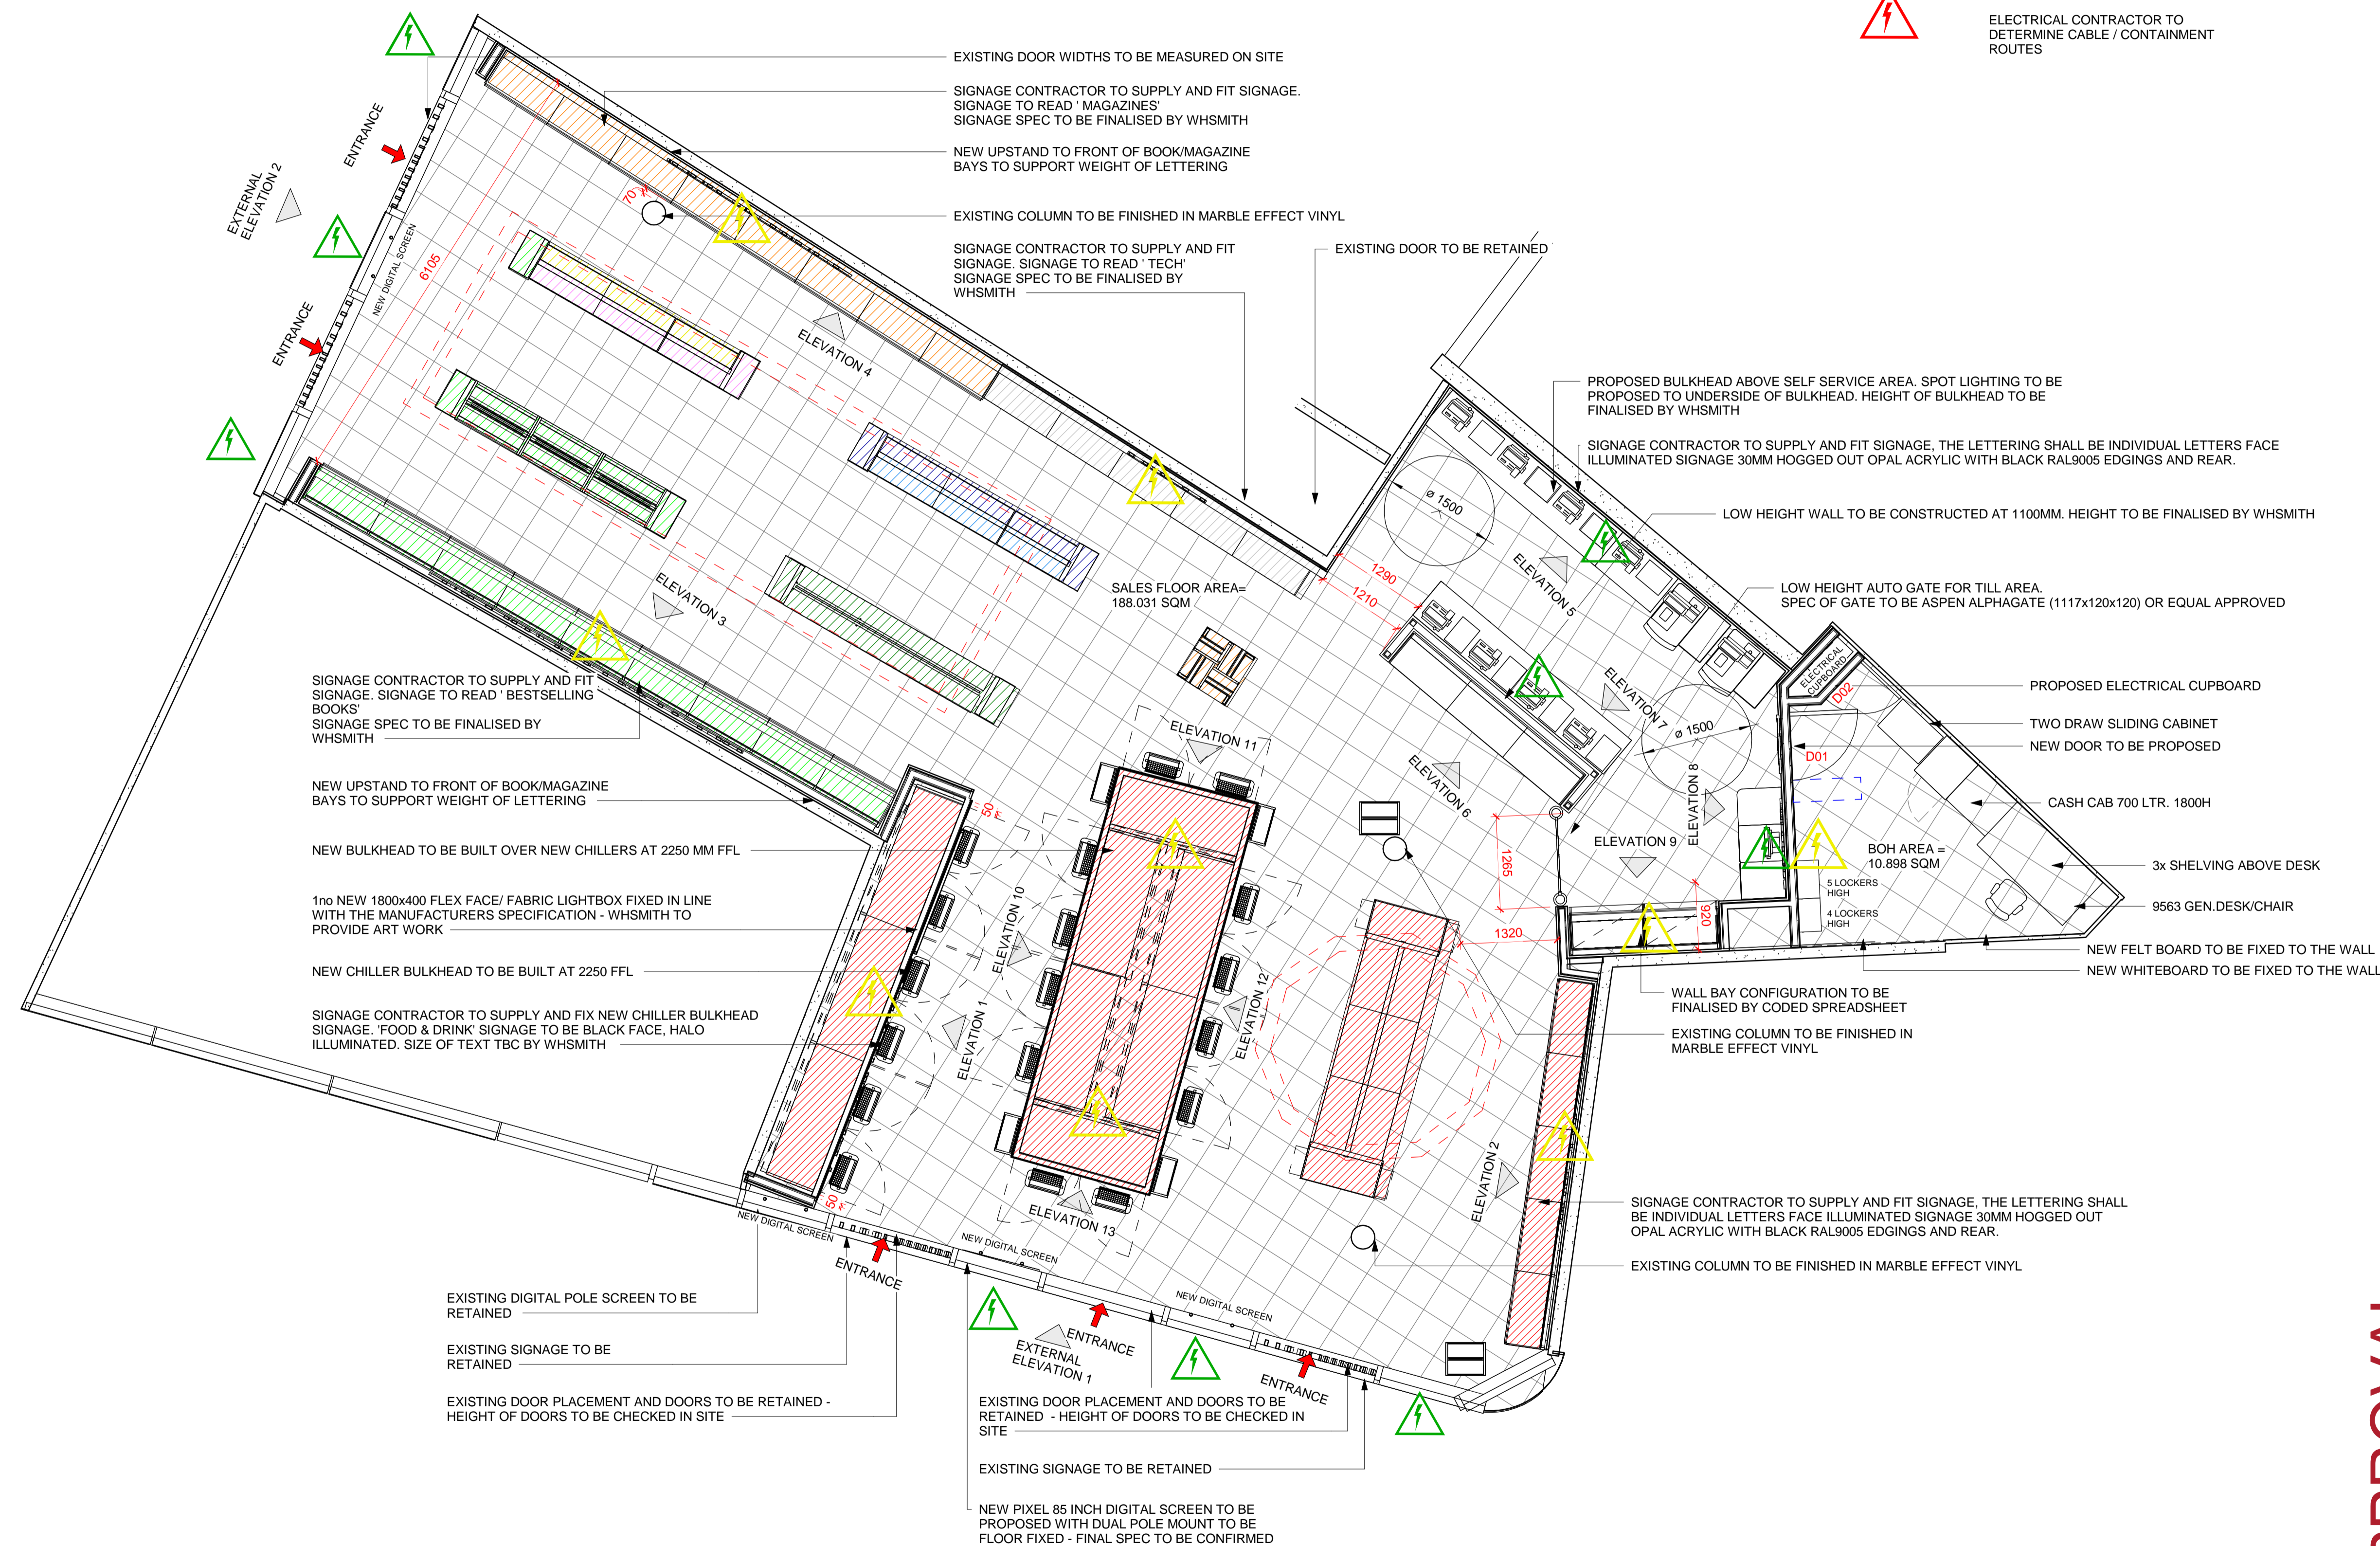 ELECTRICAL CONTRACTOR TO
DETERMINE CABLE / CONTAINMENT
ROUTES
EXISTING DOOR WIDTHS TO BE MEASURED ON SITE
SIGNAGE CONTRACTOR TO SUPPLY AND FIT SIGNAGE.
SIGNAGE TO READ ' MAGAZINES'
SIGNAGE SPEC TO BE FINALISED BY WHSMITH
NEW UPSTAND TO FRONT OF BOOK/MAGAZINE
BAYS TO SUPPORT WEIGHT OF LETTERING
EXISTING COLUMN TO BE FINISHED IN MARBLE EFFECT VINYL
SIGNAGE CONTRACTOR TO SUPPLY AND FIT
SIGNAGE. SIGNAGE TO READ ' TECH'
SIGNAGE SPEC TO BE FINALISED BY
WHSMITH
EXISTING DOOR TO BE RETAINED
ENTRANCE
EXTERNAL
ELEVATION 2
NEW DIGITAL SCREEN
ENTRANCE
6105
70
ELEVATION 4
ELEVATION 3
PROPOSED BULKHEAD ABOVE SELF SERVICE AREA. SPOT LIGHTING TO BE
PROPOSED TO UNDERSIDE OF BULKHEAD. HEIGHT OF BULKHEAD TO BE
FINALISED BY WHSMITH
SIGNAGE CONTRACTOR TO SUPPLY AND FIT SIGNAGE, THE LETTERING SHALL BE INDIVIDUAL LETTERS FACE
ILLUMINATED SIGNAGE 30MM HOGGED OUT OPAL ACRYLIC WITH BLACK RAL9005 EDGINGS AND REAR.
LOW HEIGHT WALL TO BE CONSTRUCTED AT 1100MM. HEIGHT TO BE FINALISED BY WHSMITH
LOW HEIGHT AUTO GATE FOR TILL AREA.
SPEC OF GATE TO BE ASPEN ALPHAGATE (1117x120x120) OR EQUAL APPROVED
ø 1500
ELEVATION 5
1290
1210
SALES FLOOR AREA=
188.031 SQM
ELEVATION 7
ø 1500
ELEVATION 6
ELEVATION 8
ELEVATION 9
ELECTRICAL
CUPBOARD
D02
D01
PROPOSED ELECTRICAL CUPBOARD
TWO DRAW SLIDING CABINET
NEW DOOR TO BE PROPOSED
CASH CAB 700 LTR. 1800H
BOH AREA =
10.898 SQM
3x SHELVING ABOVE DESK
5 LOCKERS
HIGH
4 LOCKERS
HIGH
9563 GEN.DESK/CHAIR
NEW FELT BOARD TO BE FIXED TO THE WALL
NEW WHITEBOARD TO BE FIXED TO THE WALL
1265
920
1320
WALL BAY CONFIGURATION TO BE
FINALISED BY CODED SPREADSHEET
EXISTING COLUMN TO BE FINISHED IN
MARBLE EFFECT VINYL
SIGNAGE CONTRACTOR TO SUPPLY AND FIT
SIGNAGE. SIGNAGE TO READ ' BESTSELLING
BOOKS'
SIGNAGE SPEC TO BE FINALISED BY
WHSMITH
NEW UPSTAND TO FRONT OF BOOK/MAGAZINE
BAYS TO SUPPORT WEIGHT OF LETTERING
NEW BULKHEAD TO BE BUILT OVER NEW CHILLERS AT 2250 MM FFL
1no NEW 1800x400 FLEX FACE/ FABRIC LIGHTBOX FIXED IN LINE
WITH THE MANUFACTURERS SPECIFICATION - WHSMITH TO
PROVIDE ART WORK
NEW CHILLER BULKHEAD TO BE BUILT AT 2250 FFL
SIGNAGE CONTRACTOR TO SUPPLY AND FIX NEW CHILLER BULKHEAD
SIGNAGE. 'FOOD & DRINK' SIGNAGE TO BE BLACK FACE, HALO
ILLUMINATED. SIZE OF TEXT TBC BY WHSMITH
50
ELEVATION 11
ELEVATION 10
ELEVATION 1
ELEVATION 12
ELEVATION 13
ELEVATION 2
50
NEW DIGITAL SCREEN
NEW DIGITAL SCREEN
NEW DIGITAL SCREEN
ENTRANCE
ENTRANCE
EXTERNAL
ELEVATION 1
ENTRANCE
SIGNAGE CONTRACTOR TO SUPPLY AND FIT SIGNAGE, THE LETTERING SHALL
BE INDIVIDUAL LETTERS FACE ILLUMINATED SIGNAGE 30MM HOGGED OUT
OPAL ACRYLIC WITH BLACK RAL9005 EDGINGS AND REAR.
EXISTING COLUMN TO BE FINISHED IN MARBLE EFFECT VINYL
EXISTING DIGITAL POLE SCREEN TO BE
RETAINED
EXISTING SIGNAGE TO BE
RETAINED
EXISTING DOOR PLACEMENT AND DOORS TO BE RETAINED -
HEIGHT OF DOORS TO BE CHECKED IN SITE
EXISTING DOOR PLACEMENT AND DOORS TO BE
RETAINED - HEIGHT OF DOORS TO BE CHECKED IN
SITE
EXISTING SIGNAGE TO BE RETAINED
NEW PIXEL 85 INCH DIGITAL SCREEN TO BE
PROPOSED WITH DUAL POLE MOUNT TO BE
FLOOR FIXED - FINAL SPEC TO BE CONFIRMED